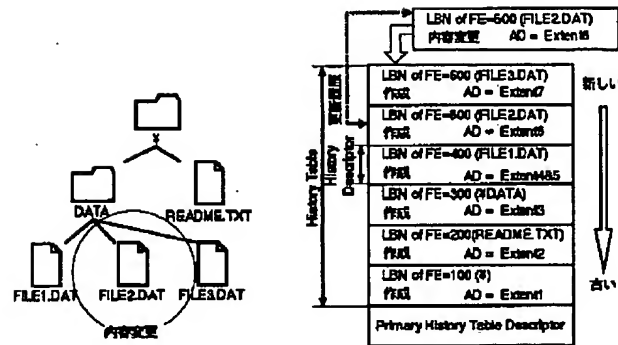 ¥
DATA
README.TXT
FILE1.DAT
FILE2.DAT
FILE3.DAT
内容変更
LBN of FE=500 (FILE2.DAT)
内容変更 AD = Extent8
History Table
更新履歴
History
Descriptor
LBN of FE=600 (FILE3.DAT)
作成 AD = Extent7
LBN of FE=500 (FILE2.DAT)
作成 AD = Extent6
LBN of FE=400 (FILE1.DAT)
作成 AD = Extent4&5
LBN of FE=300 (¥DATA)
作成 AD = Extent3
LBN of FE=200(README.TXT)
作成 AD = Extent2
LBN of FE=100 (¥)
作成 AD = Extent1
Primary History Table Descriptor
新しい
古い